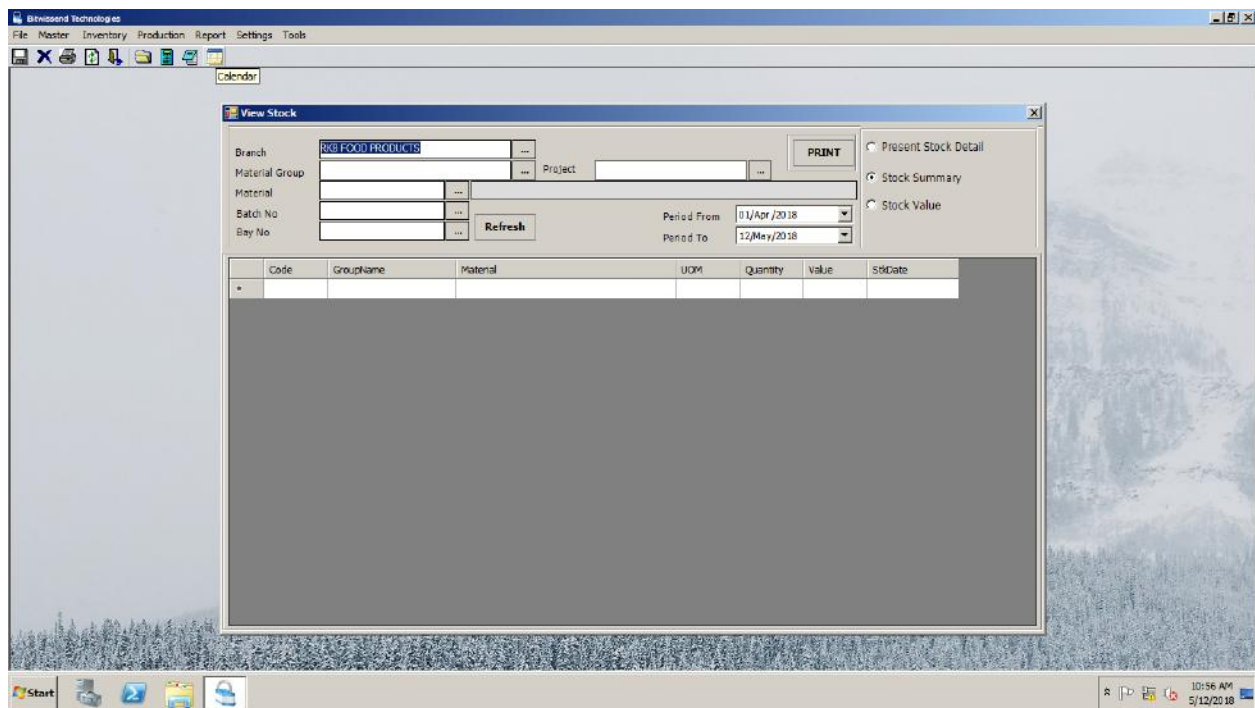 Bitwissend Technologies
File Master Inventory Production Report Settings Tools
Calendar
View Stock
Branch RKB FOOD PRODUCTS ... PRINT
Present Stock Detail
Material Group ... Project ...
Stock Summary
Material ...
Batch No ... Period From 01/Apr/2018
Stock Value
Bay No ... Refresh Period To 12/May/2018
Code GroupName Material UOM Quantity Value StkDate
*
Start 10:56 AM
5/12/2018